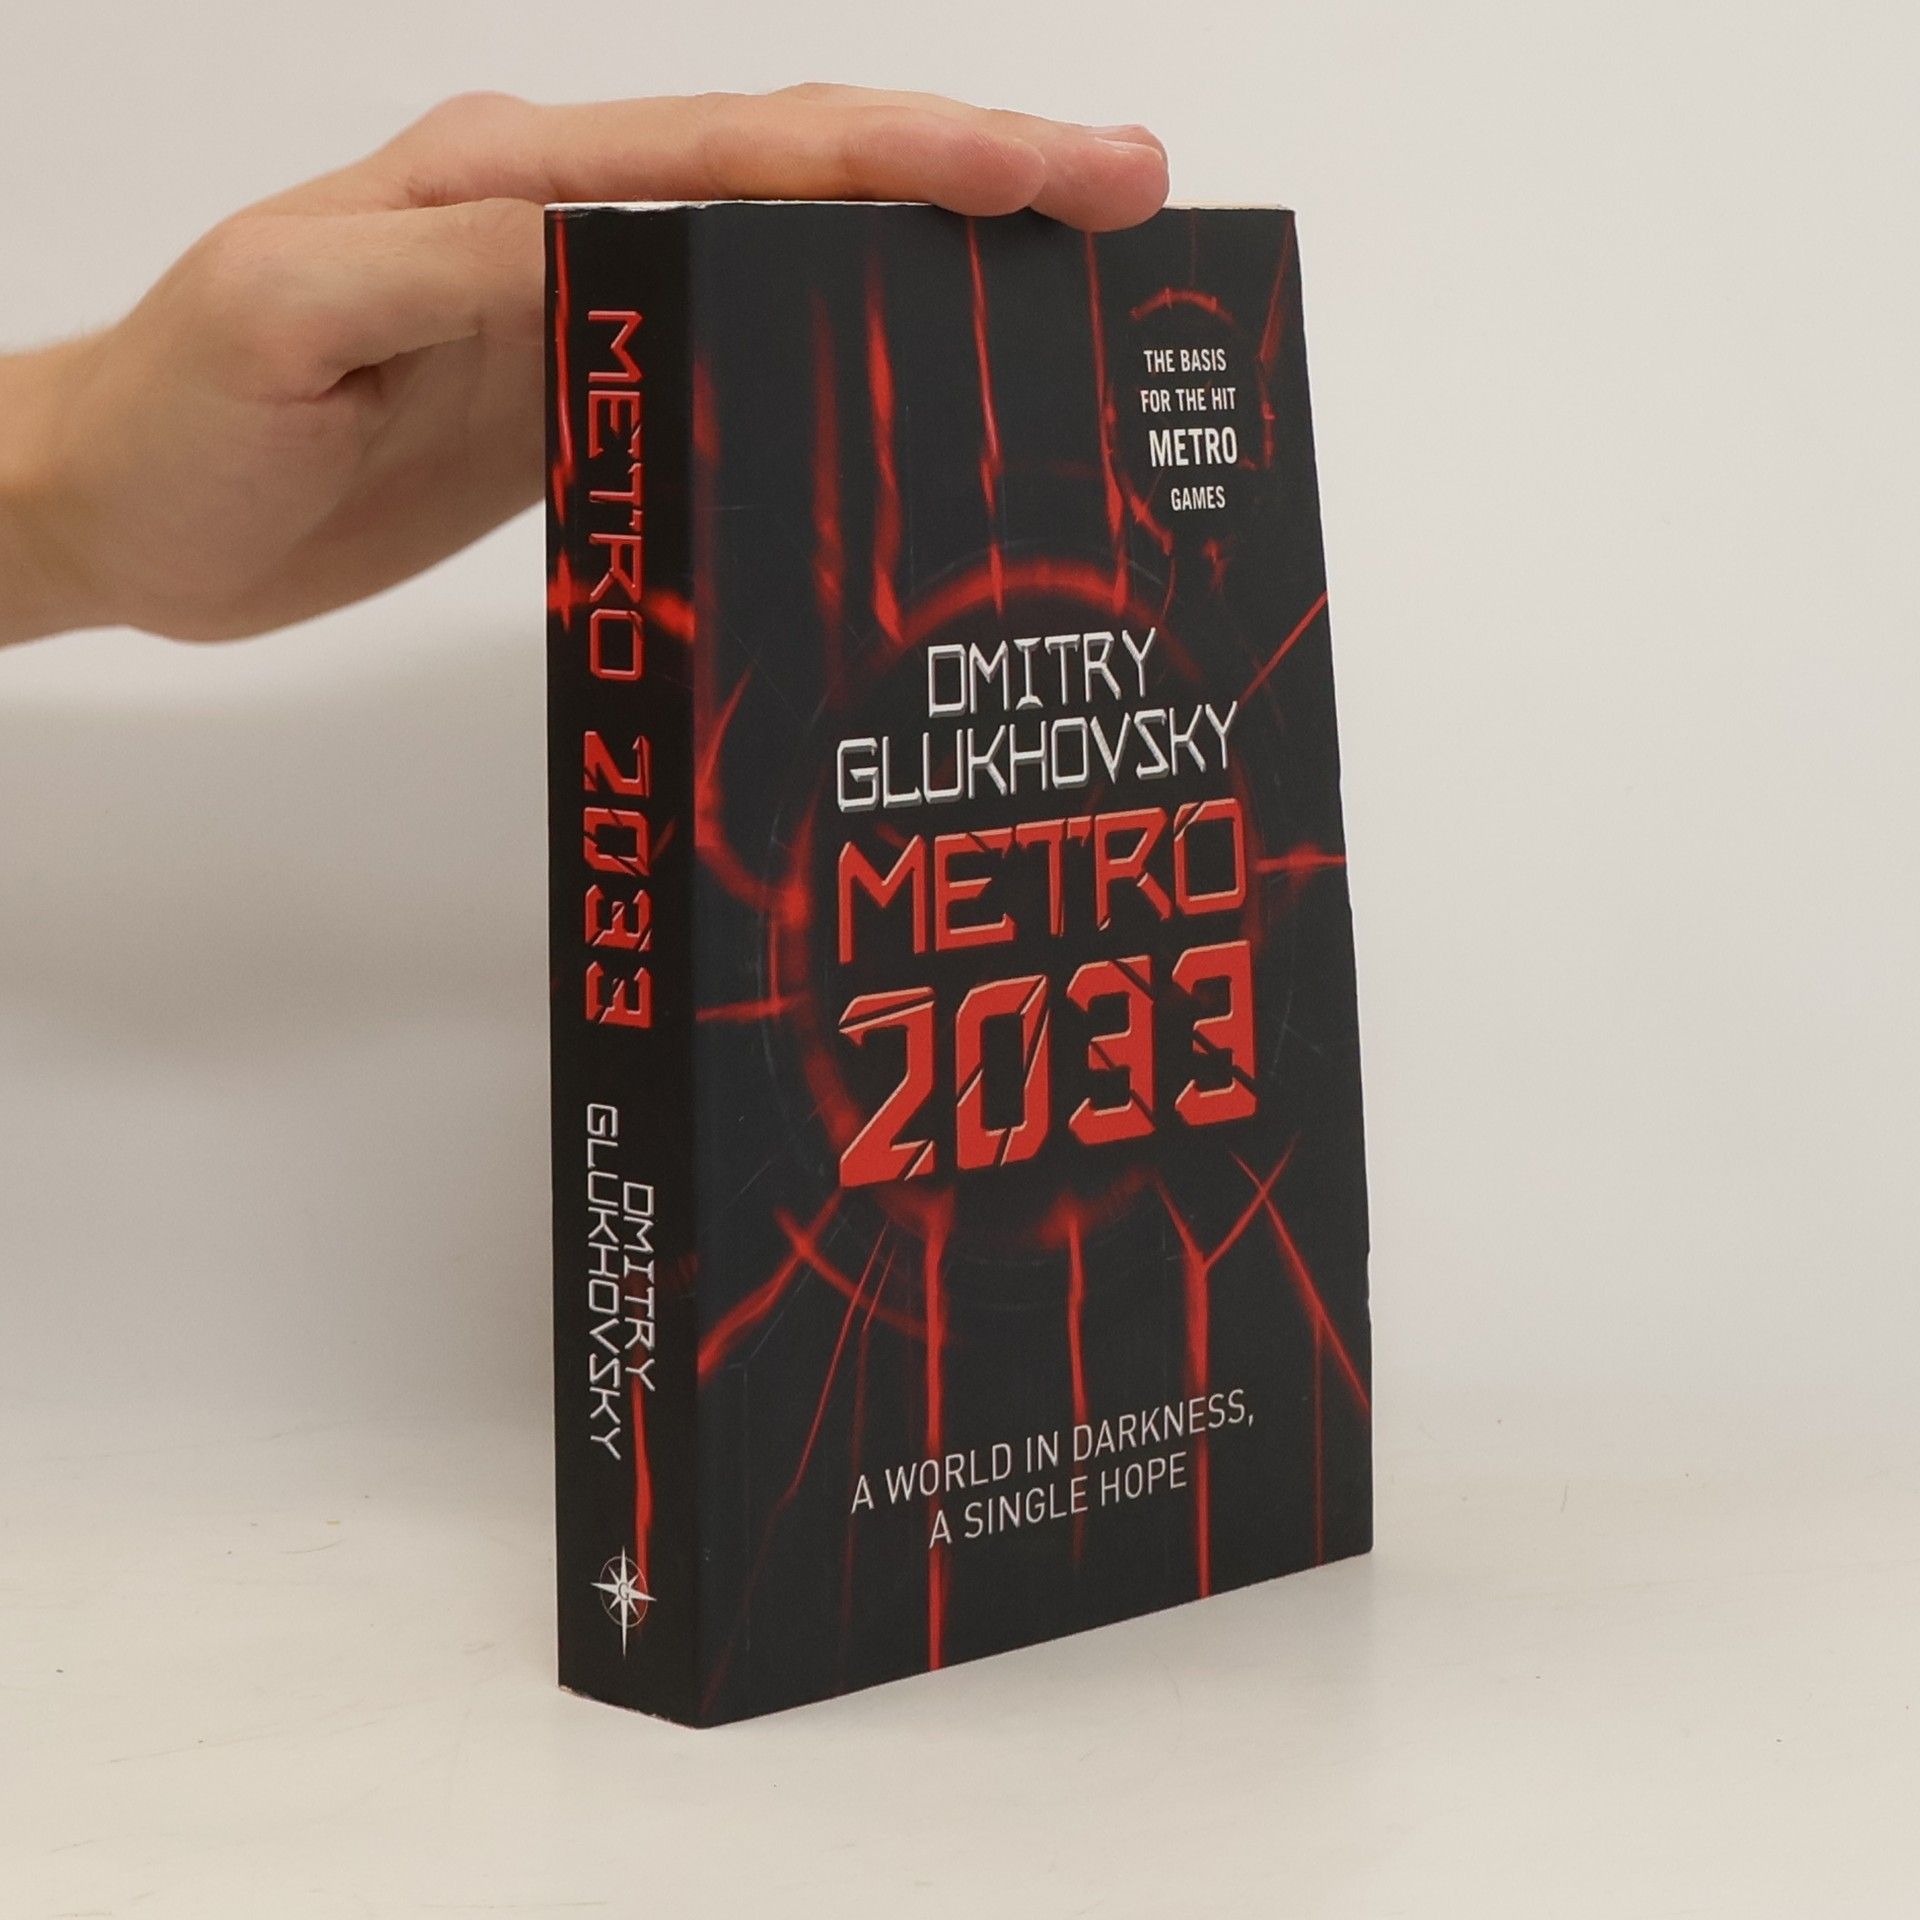 METRO 2033
DMITRY
GLUKHOVSKY
G
THE BASIS
FOR THE HIT
METRO
GAMES
DMITRY
GLUKHOVSKY
METRO
2033
A WORLD IN DARKNESS,
A SINGLE HOPE